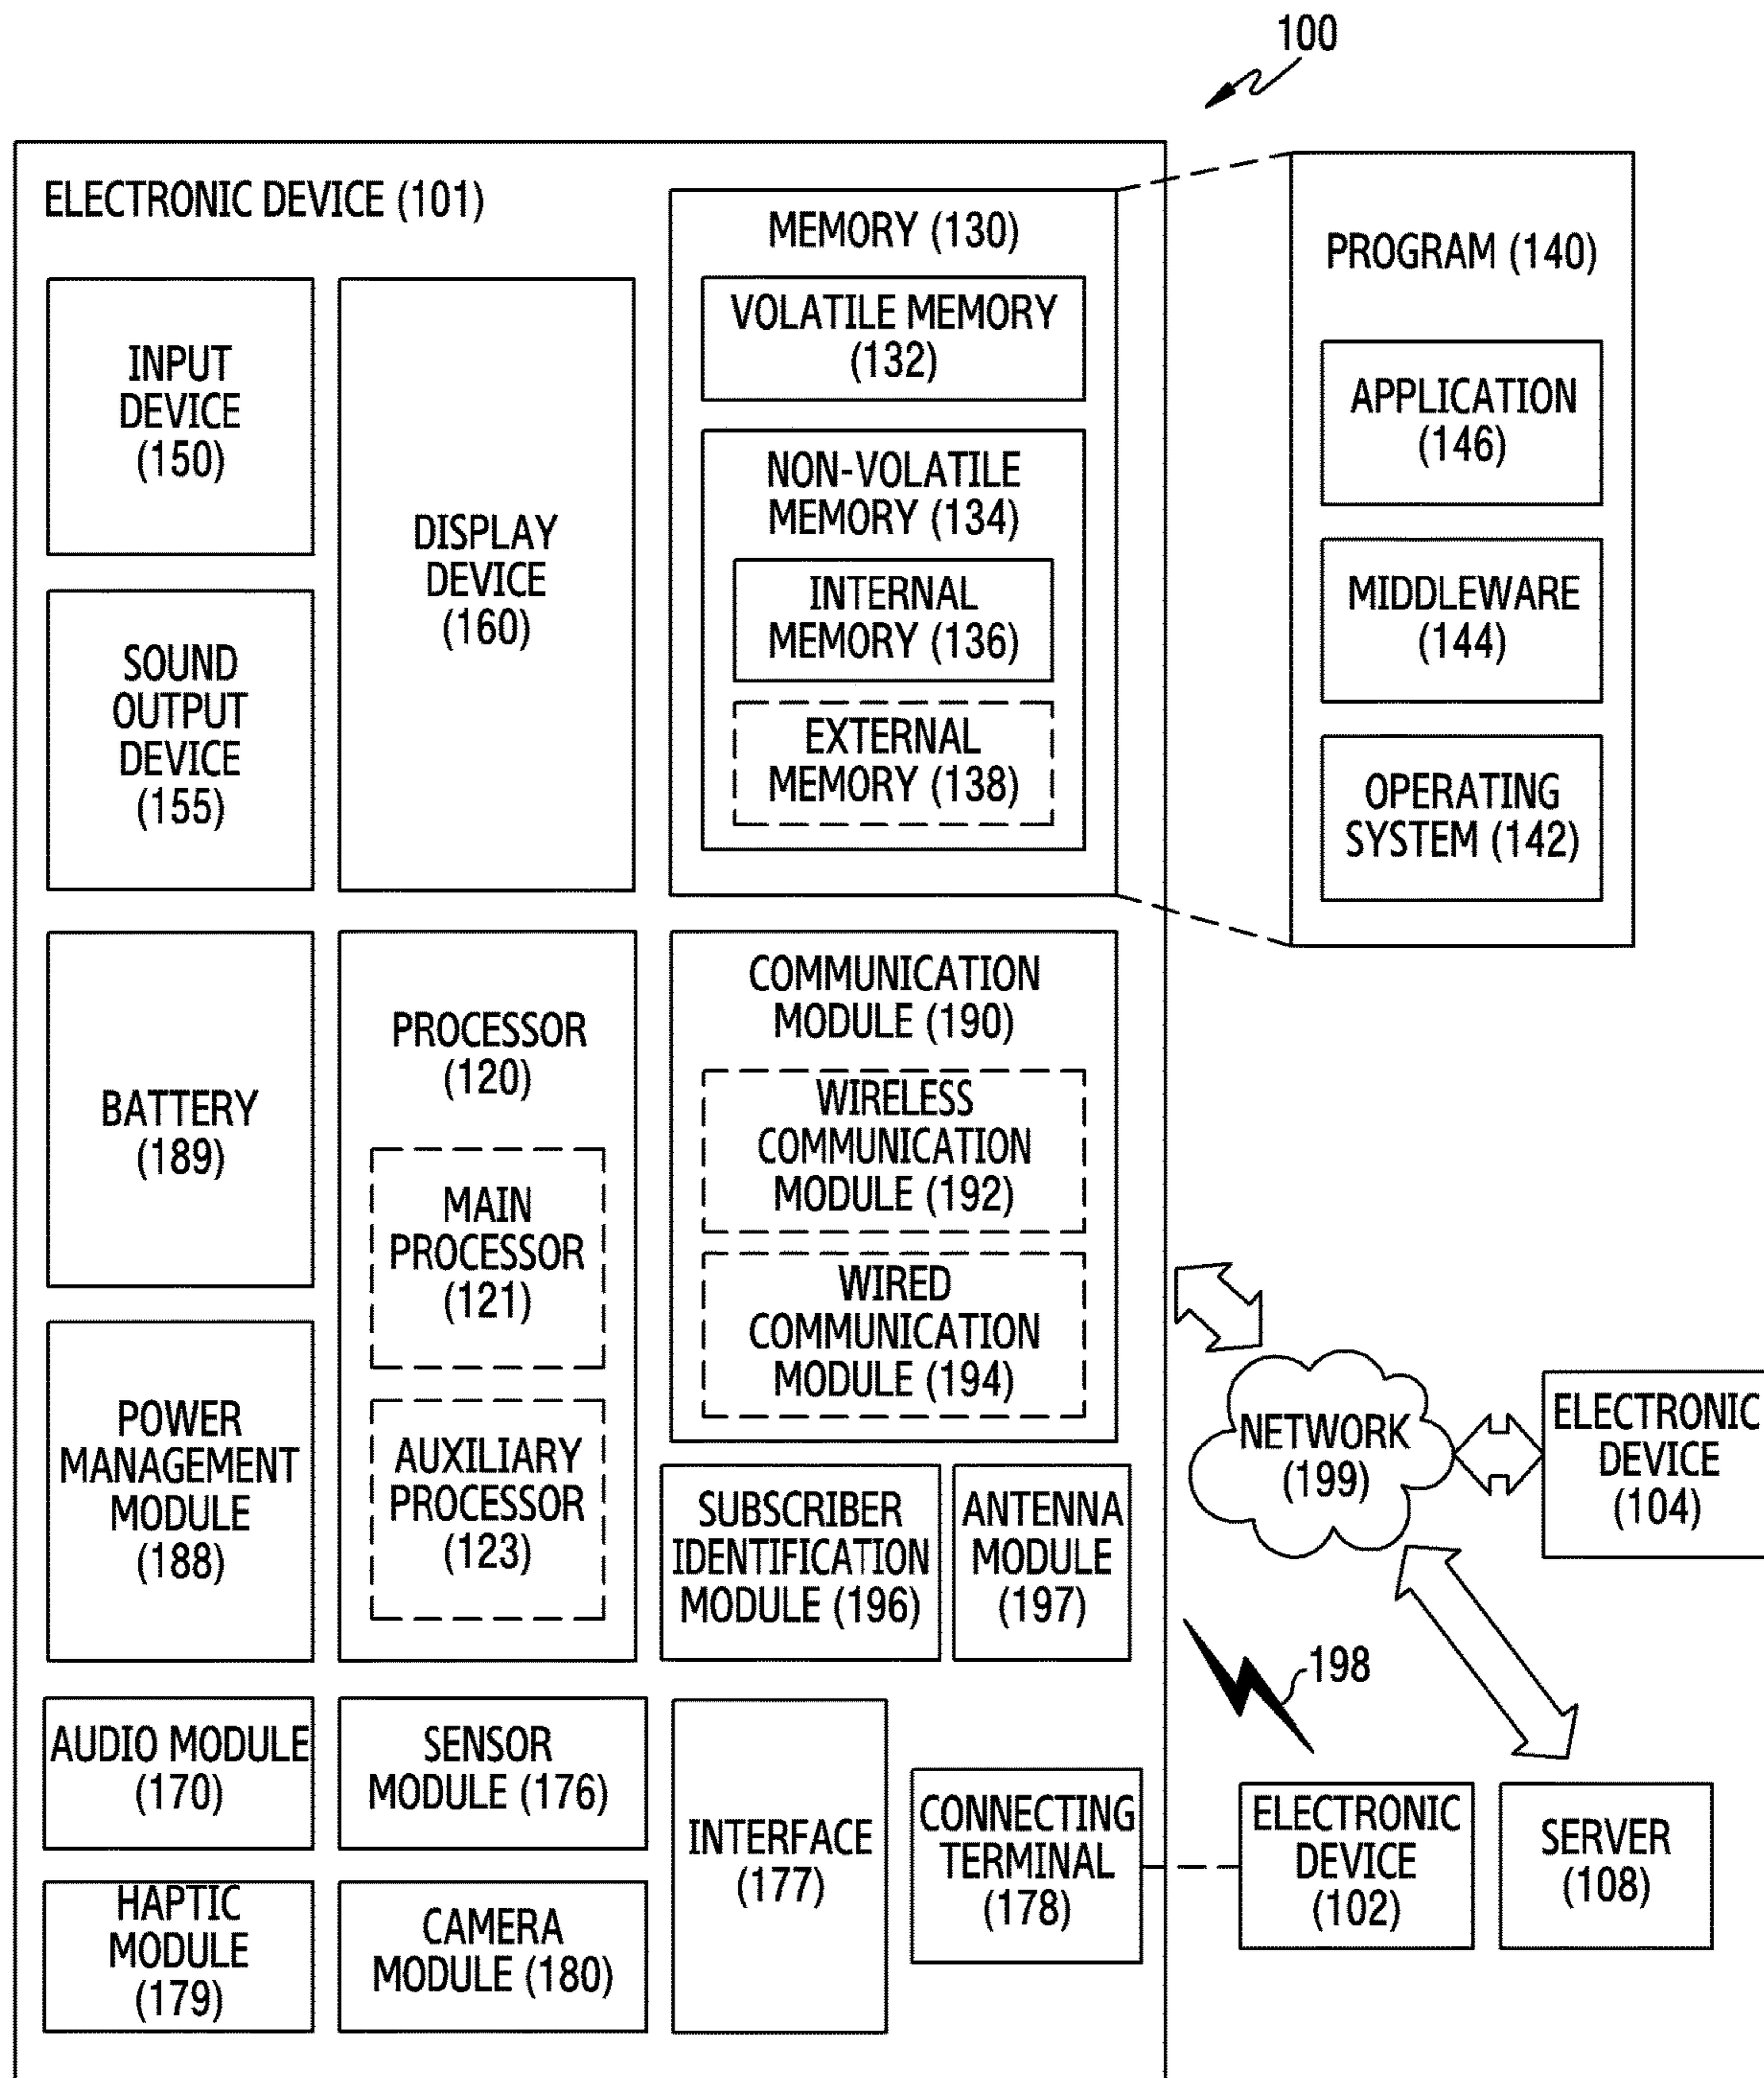 100
ELECTRONIC DEVICE (101)
INPUT
DEVICE
(150)
SOUND
OUTPUT
DEVICE
(155)
DISPLAY
DEVICE
(160)
MEMORY (130)
VOLATILE MEMORY
(132)
NON-VOLATILE
MEMORY (134)
INTERNAL
MEMORY (136)
EXTERNAL
MEMORY (138)
PROGRAM (140)
APPLICATION
(146)
MIDDLEWARE
(144)
OPERATING
SYSTEM (142)
BATTERY
(189)
POWER
MANAGEMENT
MODULE
(188)
PROCESSOR
(120)
MAIN
PROCESSOR
(121)
AUXILIARY
PROCESSOR
(123)
COMMUNICATION
MODULE (190)
WIRELESS
COMMUNICATION
MODULE (192)
WIRED
COMMUNICATION
MODULE (194)
SUBSCRIBER
IDENTIFICATION
MODULE (196)
ANTENNA
MODULE
(197)
NETWORK
(199)
ELECTRONIC
DEVICE
(104)
198
AUDIO MODULE
(170)
SENSOR
MODULE (176)
HAPTIC
MODULE
(179)
CAMERA
MODULE (180)
INTERFACE
(177)
CONNECTING
TERMINAL
(178)
ELECTRONIC
DEVICE
(102)
SERVER
(108)